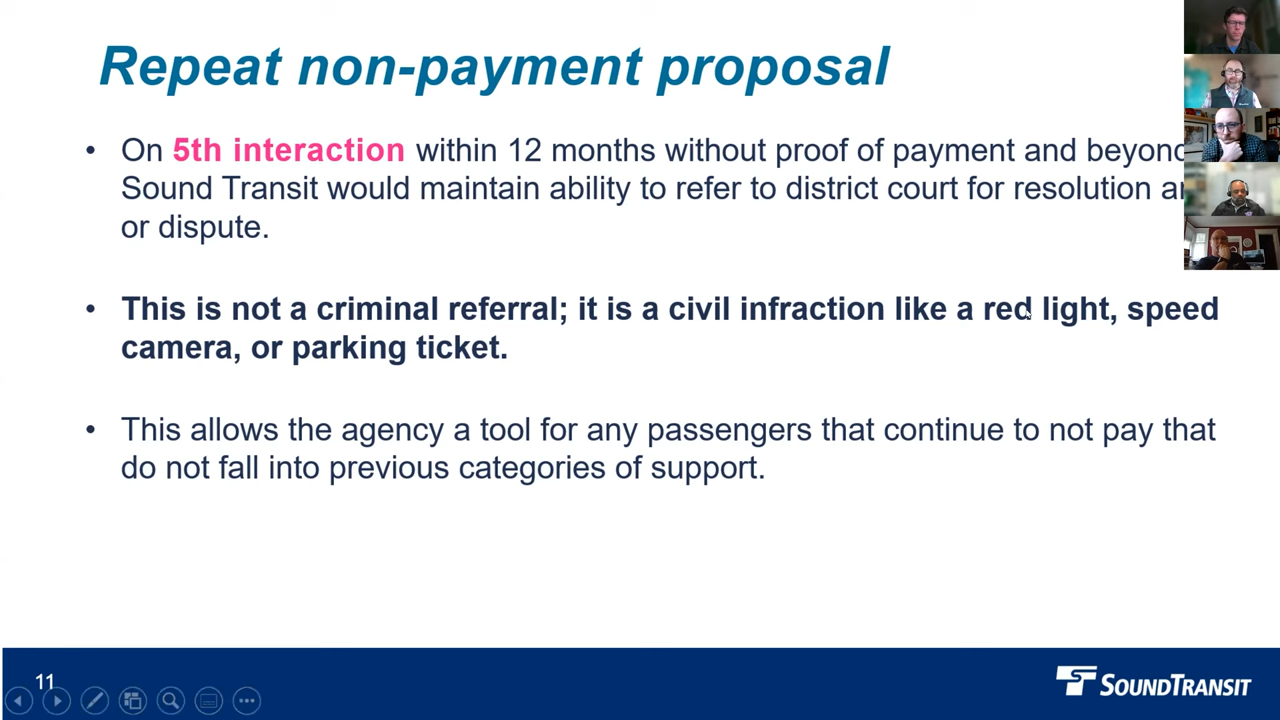 Repeat non-payment proposal
• On 5th interaction within 12 months without proof of payment and beyond
Sound Transit would maintain ability to refer to district court for resolution
or dispute.
• This is not a criminal referral; it is a civil infraction like a red light, speed
camera, or parking ticket.
• This allows the agency a tool for any passengers that continue to not pay that
do not fall into previous categories of support.
11
SOUNDTRANSIT